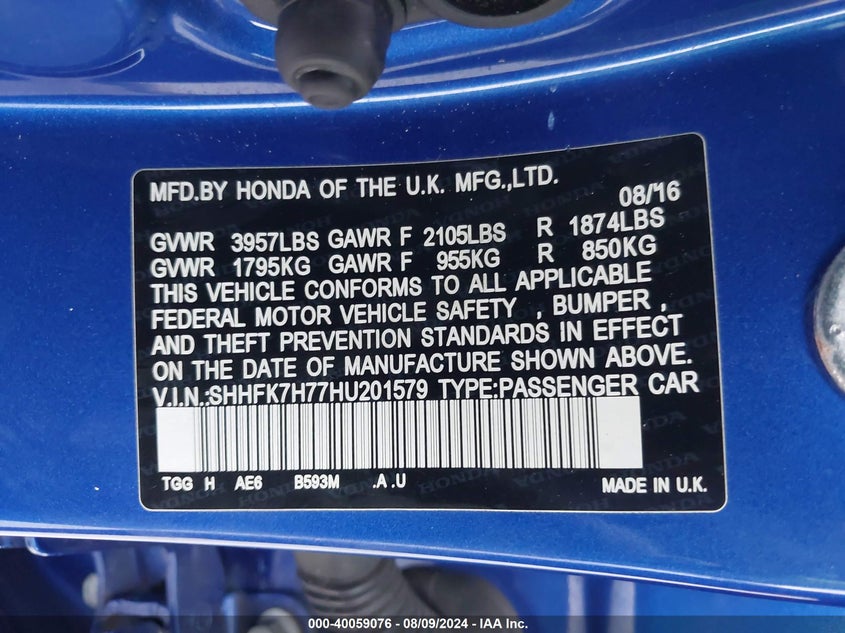 MFD.BY HONDA OF THE U.K. MFG.,LTD. 08/16
GVWR 3957LBS GAWR F 2105LBS R 1874LBS
GVWR 1795KG GAWR F 955KG R 850KG
THIS VEHICLE CONFORMS TO ALL APPLICABLE
FEDERAL MOTOR VEHICLE SAFETY , BUMPER ,
AND THEFT PREVENTION STANDARDS IN EFFECT
ON THE DATE OF MANUFACTURE SHOWN ABOVE.
V.I.N.:SHHFK7H77HU201579 TYPE:PASSENGER CAR
TGG H AE6 B593M .A .U MADE IN U.K.
000-40059076 - 08/09/2024 - IAA Inc.